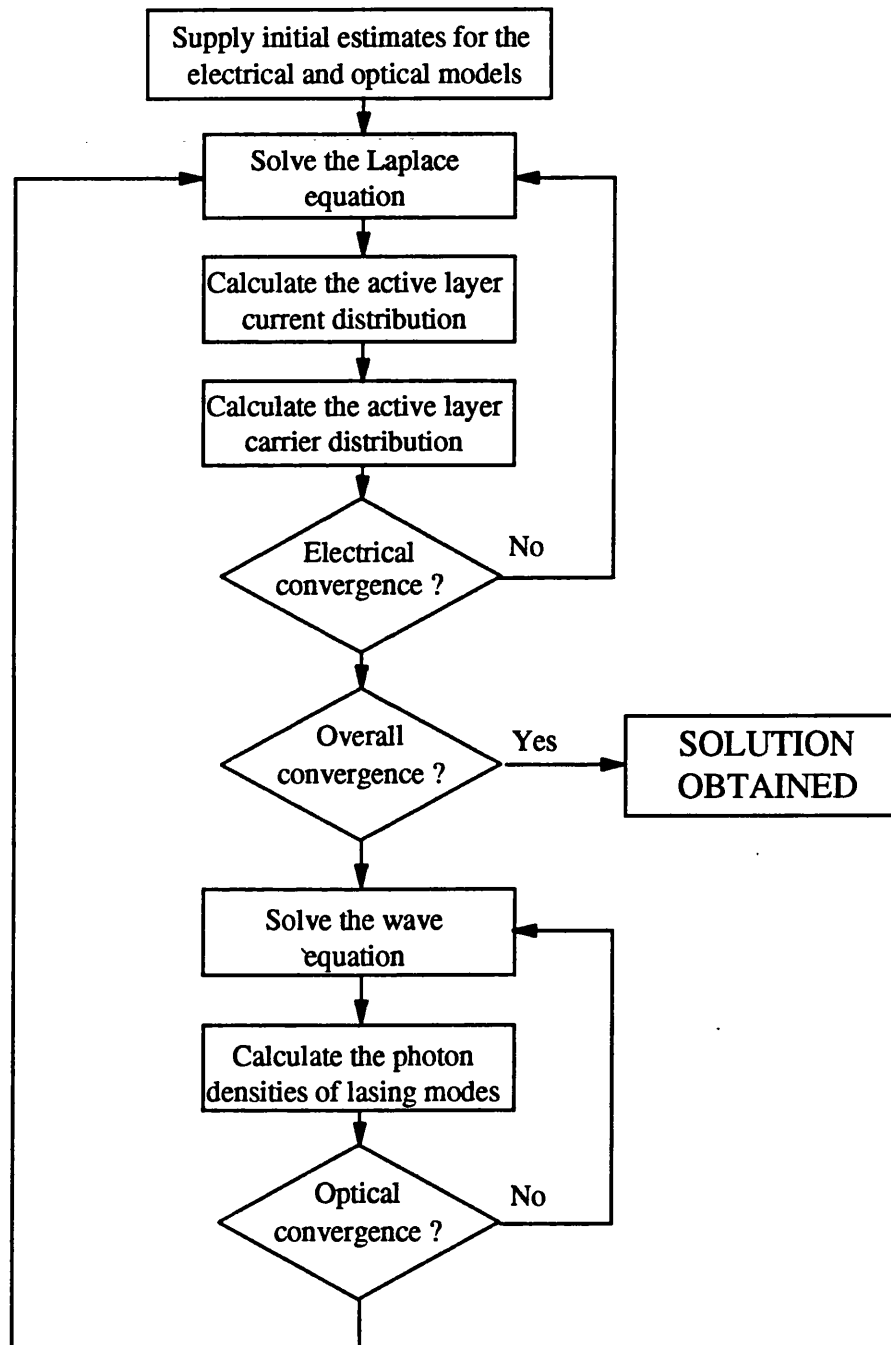 Supply initial estimates for the
electrical and optical models
Solve the Laplace
equation
Calculate the active layer
current distribution
Calculate the active layer
carrier distribution
Electrical
convergence ?
No
Overall
convergence ?
Yes
SOLUTION
OBTAINED
Solve the wave
equation
Calculate the photon
densities of lasing modes
Optical
convergence ?
No